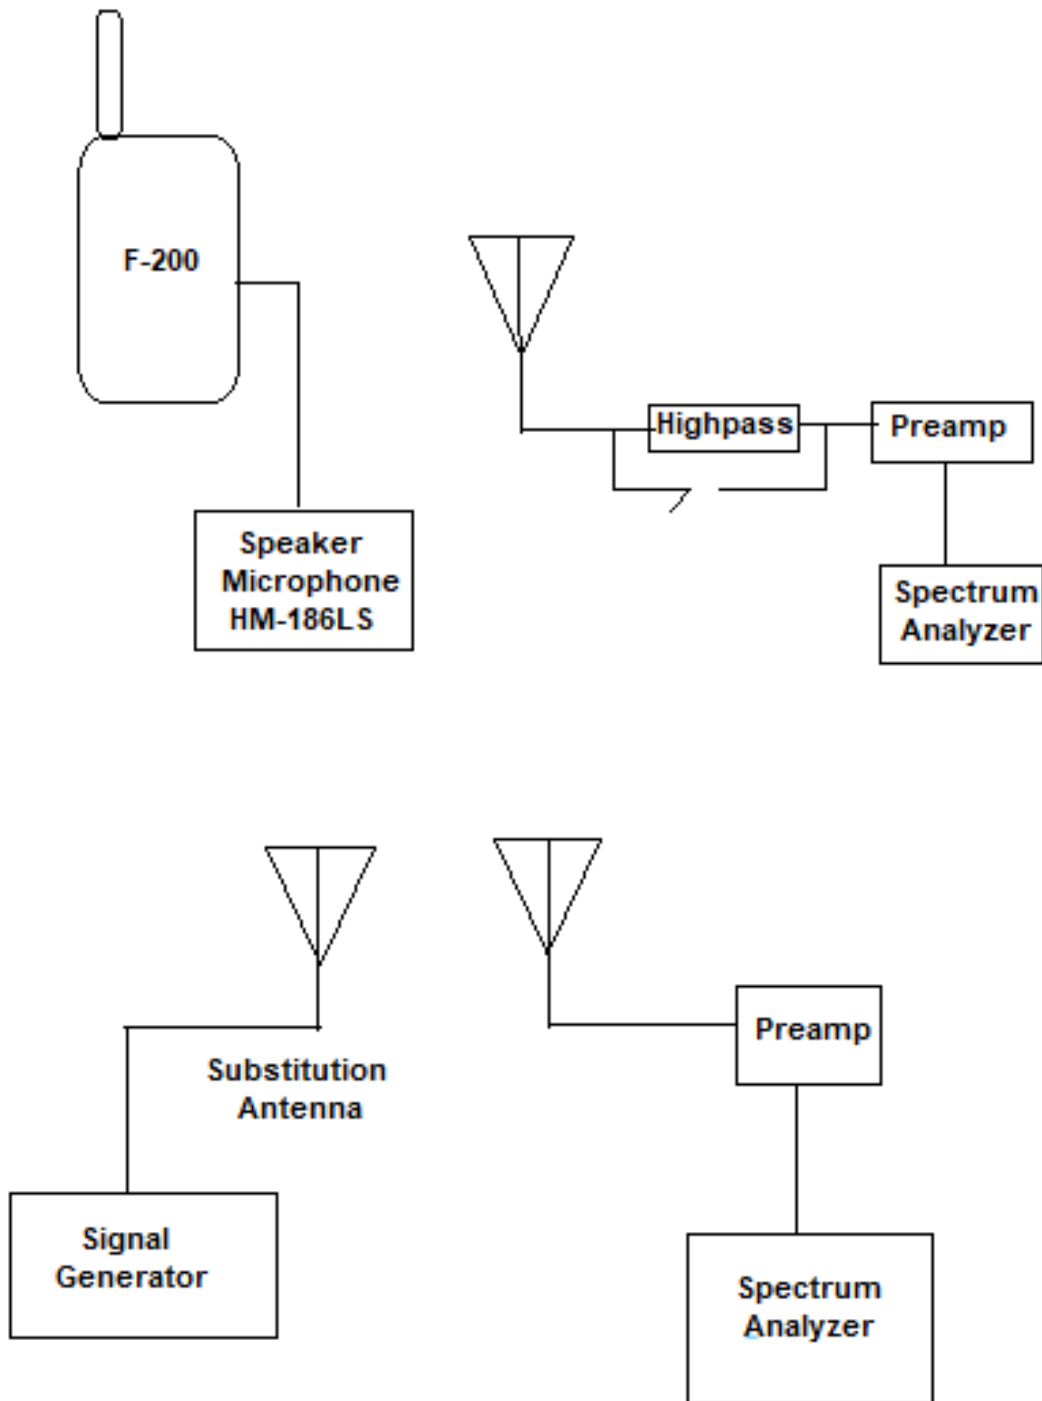 F-200
Highpass
Preamp
Speaker
Microphone
HM-186LS
Spectrum
Analyzer
Substitution
Antenna
Preamp
Signal
Generator
Spectrum
Analyzer